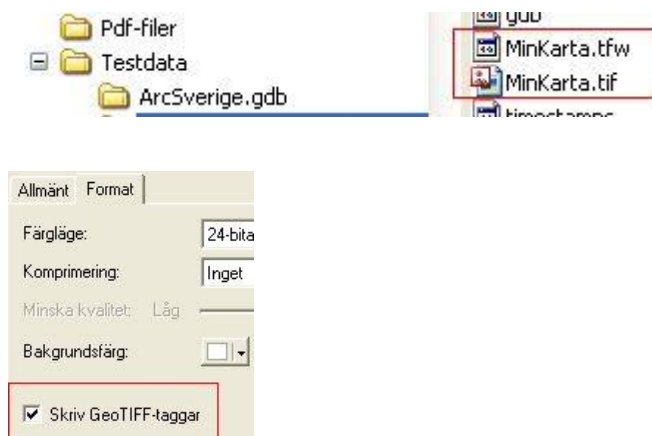 Pdf-filer
Testdata
ArcSverige.gdb
gdb
MinKarta.tfw
MinKarta.tif
timestamps
Allmänt Format
Färgläge: 24-bita
Komprimering: Inget
Minska kvalitet: Låg
Bakgrundsfärg:
Skriv GeoTIFF-taggar